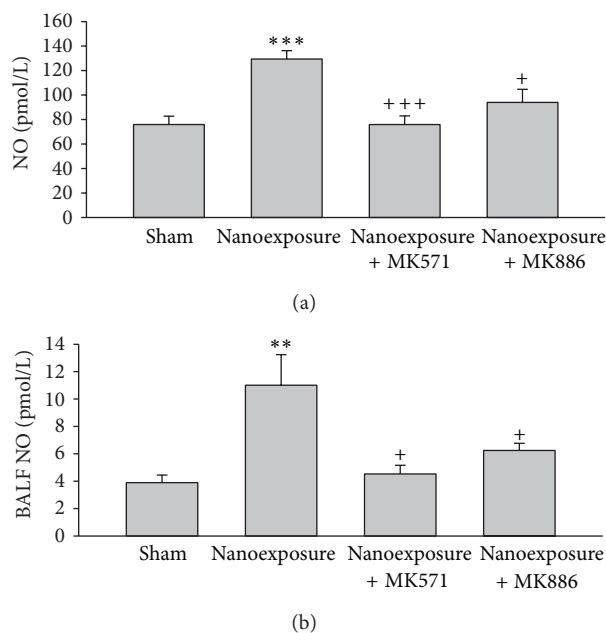 160
140
120
100
80
60
40
20
0
NO (pmol/L)
***
+++
+
Sham
Nanoexposure
Nanoexposure
+ MK571
Nanoexposure
+ MK886
(a)
14
12
10
8
6
4
2
0
BALF NO (pmol/L)
**
+
+
Sham
Nanoexposure
Nanoexposure
+ MK571
Nanoexposure
+ MK886
(b)